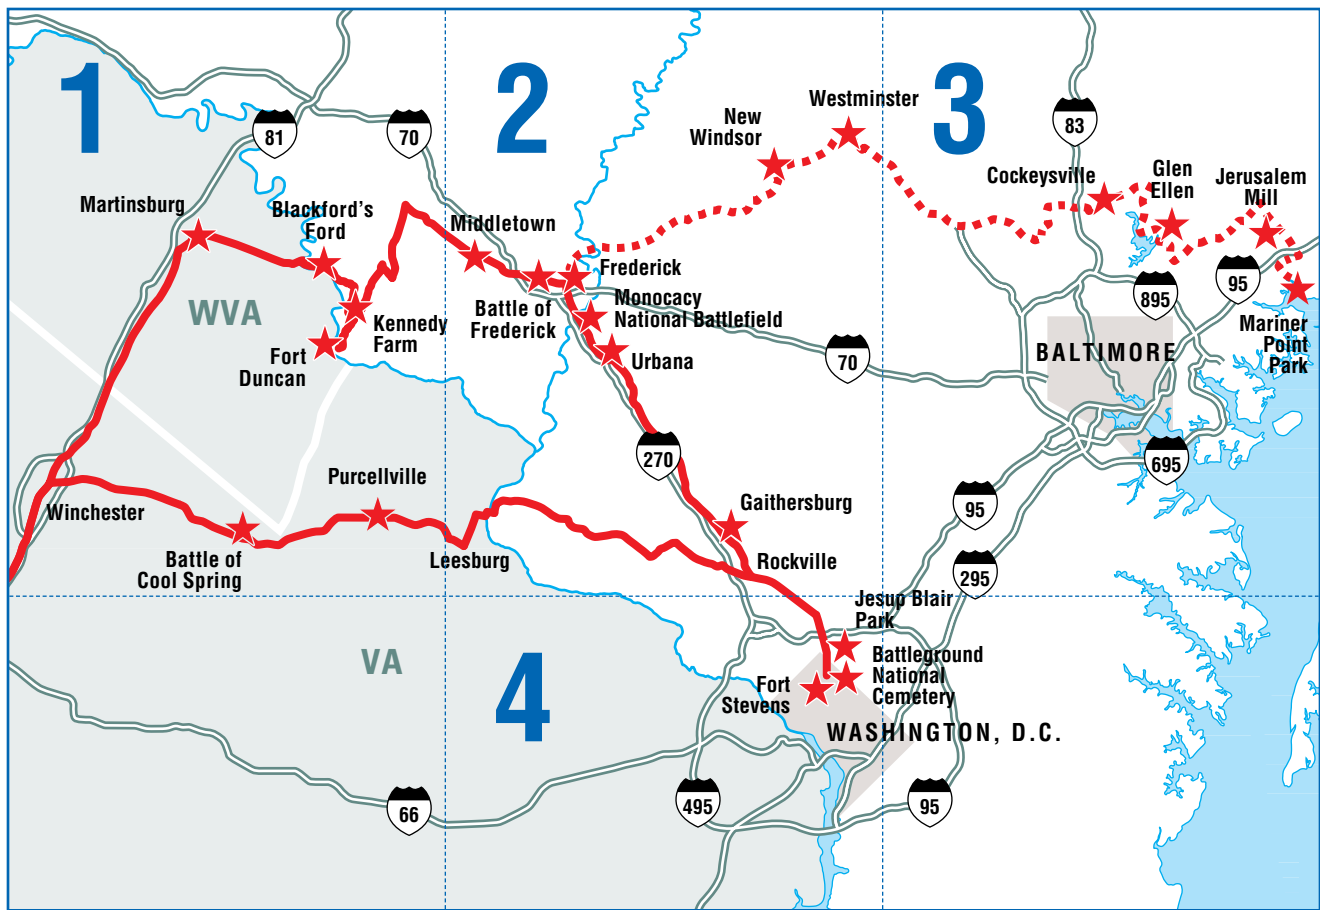 1
2
3
4
81
70
83
New
Windsor
Westminster
Cockeysville
Glen
Ellen
Jerusalem
Mill
Martinsburg
Blackford's
Ford
Middletown
Frederick
Battle of
Frederick
Monocacy
National Battlefield
895
95
Mariner
Point
Park
WVA
Kennedy
Farm
Fort
Duncan
Urbana
70
BALTIMORE
270
695
Purcellville
Winchester
Battle of
Cool Spring
Leesburg
Gaithersburg
Rockville
95
295
Jesup Blair
Park
VA
Battleground
National
Cemetery
Fort
Stevens
WASHINGTON, D.C.
66
495
95